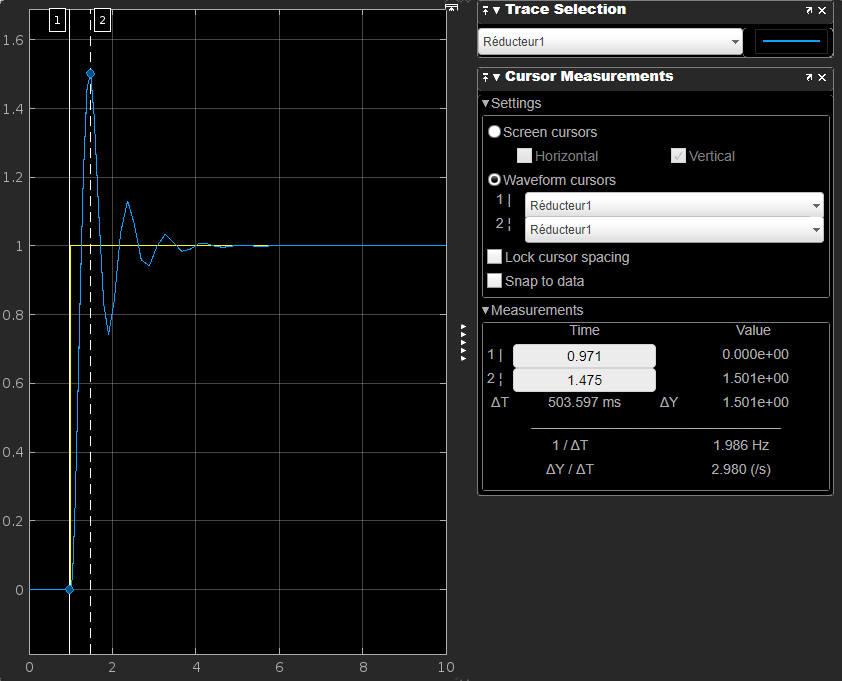 1 2
1.6
1.4
1.2
1
0.8
0.6
0.4
0.2
0
0 2 4 6 8 10
Trace Selection
Réducteur1
Cursor Measurements
Settings
Screen cursors
Horizontal Vertical
Waveform cursors
1 | Réducteur1
2 ¦ Réducteur1
Lock cursor spacing
Snap to data
Measurements
Time Value
1 | 0.971 0.000e+00
2 ¦ 1.475 1.501e+00
ΔT 503.597 ms ΔY 1.501e+00
1 / ΔT 1.986 Hz
ΔY / ΔT 2.980 (/s)